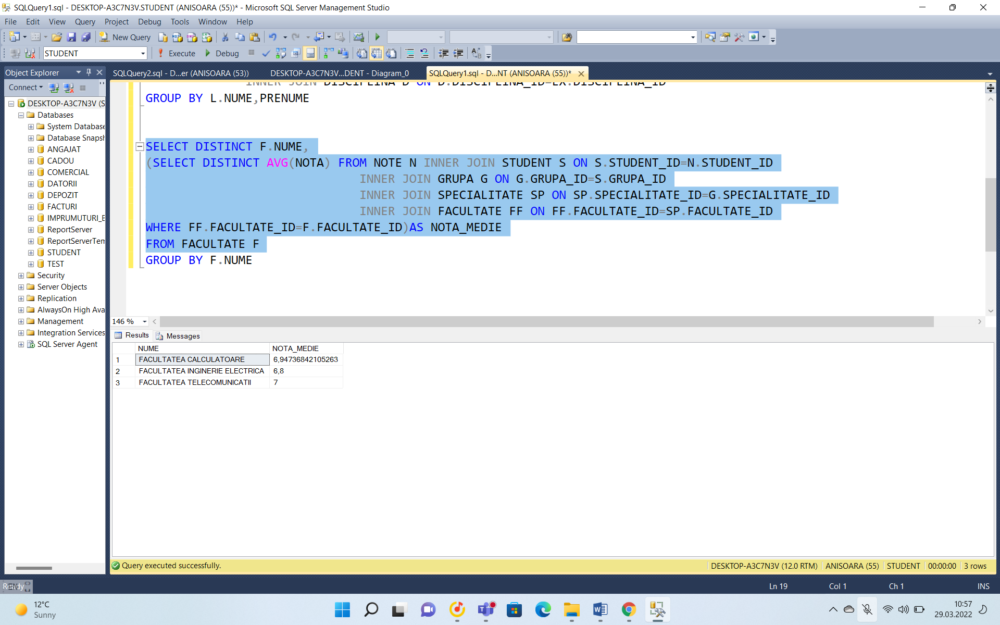 SQLQuery1.sql - DESKTOP-A3C7N3V.STUDENT (ANISOARA (55))* - Microsoft SQL Server Management Studio
File Edit View Query Project Debug Tools Window Help
New Query
STUDENT Execute Debug
Object Explorer
SQLQuery2.sql - D...er (ANISOARA (53)) DESKTOP-A3C7N3V...DENT - Diagram_0 SQLQuery1.sql - D...NT (ANISOARA (55))*
Connect
DESKTOP-A3C7N3V (S
Databases
System Database
Database Snapsh
ANGAJAT
CADOU
COMERCIAL
DATORII
DEPOZIT
FACTURI
IMPRUMUTURI_E
ReportServer
ReportServerTem
STUDENT
TEST
Security
Server Objects
Replication
AlwaysOn High Ava
Management
Integration Services
SQL Server Agent
INNER JOIN DISCIPLINA D ON D.DISCIPLINA_ID=EX.DISCIPLINA_ID
GROUP BY L.NUME,PRENUME
SELECT DISTINCT F.NUME,
(SELECT DISTINCT AVG(NOTA) FROM NOTE N INNER JOIN STUDENT S ON S.STUDENT_ID=N.STUDENT_ID
INNER JOIN GRUPA G ON G.GRUPA_ID=S.GRUPA_ID
INNER JOIN SPECIALITATE SP ON SP.SPECIALITATE_ID=G.SPECIALITATE_ID
INNER JOIN FACULTATE FF ON FF.FACULTATE_ID=SP.FACULTATE_ID
WHERE FF.FACULTATE_ID=F.FACULTATE_ID)AS NOTA_MEDIE
FROM FACULTATE F
GROUP BY F.NUME
146 %
Results Messages
NUME NOTA_MEDIE
1 FACULTATEA CALCULATOARE 6,94736842105263
2 FACULTATEA INGINERIE ELECTRICA 6,8
3 FACULTATEA TELECOMUNICATII 7
Query executed successfully. DESKTOP-A3C7N3V (12.0 RTM) ANISOARA (55) STUDENT 00:00:00 3 rows
Ready Ln 19 Col 1 Ch 1 INS
12°C
Sunny
10:57
29.03.2022